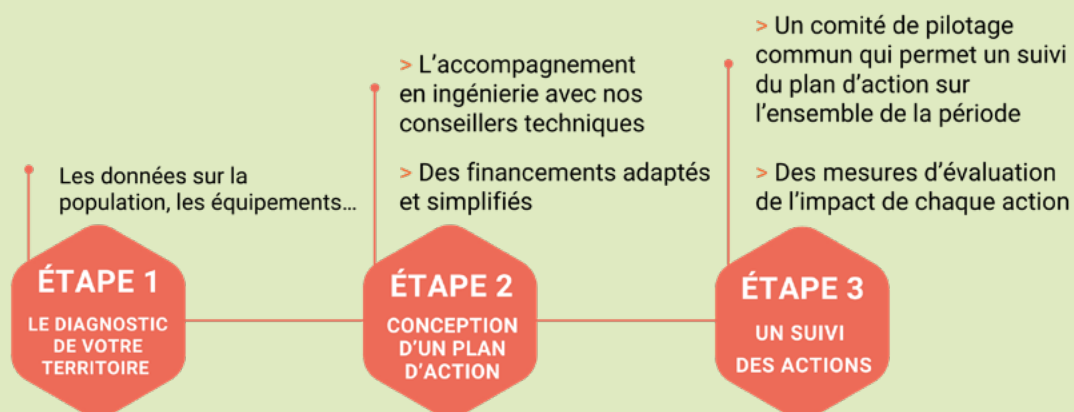 Les données sur la
population, les équipements…
ÉTAPE 1
LE DIAGNOSTIC
DE VOTRE
TERRITOIRE
> L’accompagnement
en ingénierie avec nos
conseillers techniques
> Des financements adaptés
et simplifiés
ÉTAPE 2
CONCEPTION
D’UN PLAN
D’ACTION
> Un comité de pilotage
commun qui permet un suivi
du plan d’action sur
l’ensemble de la période
> Des mesures d’évaluation
de l’impact de chaque action
ÉTAPE 3
UN SUIVI
DES ACTIONS